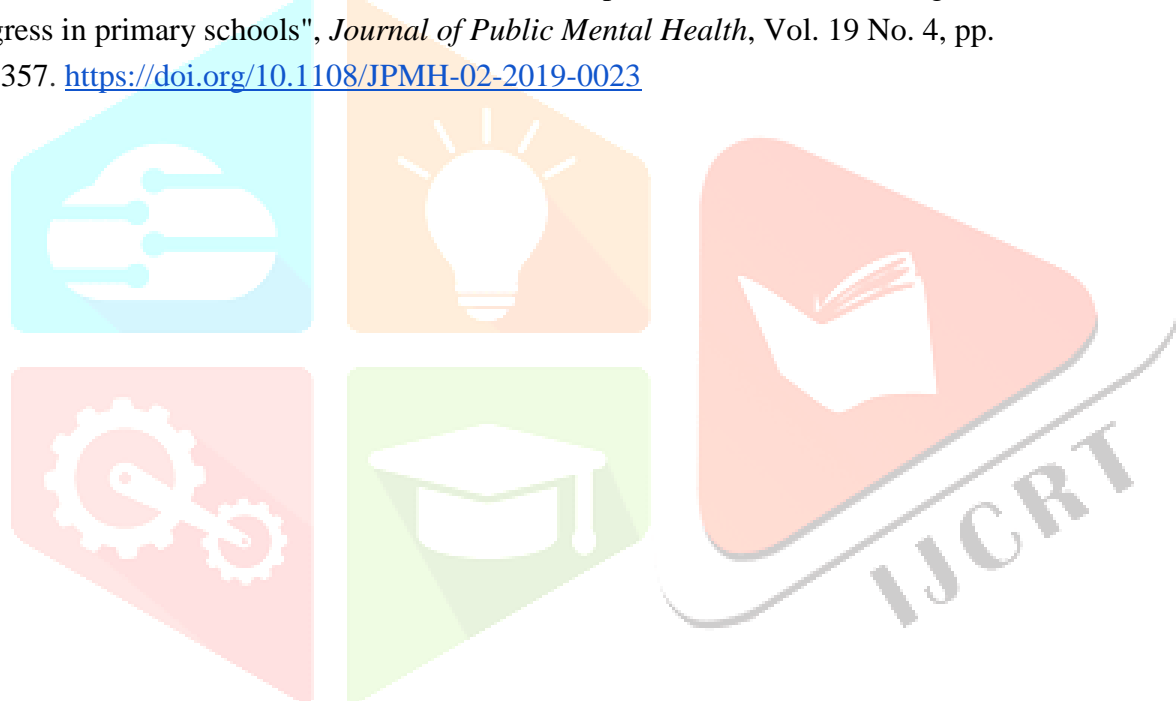 gress in primary schools", Journal of Public Mental Health, Vol. 19 No. 4, pp.
357. https://doi.org/10.1108/JPMH-02-2019-0023
IJCRT